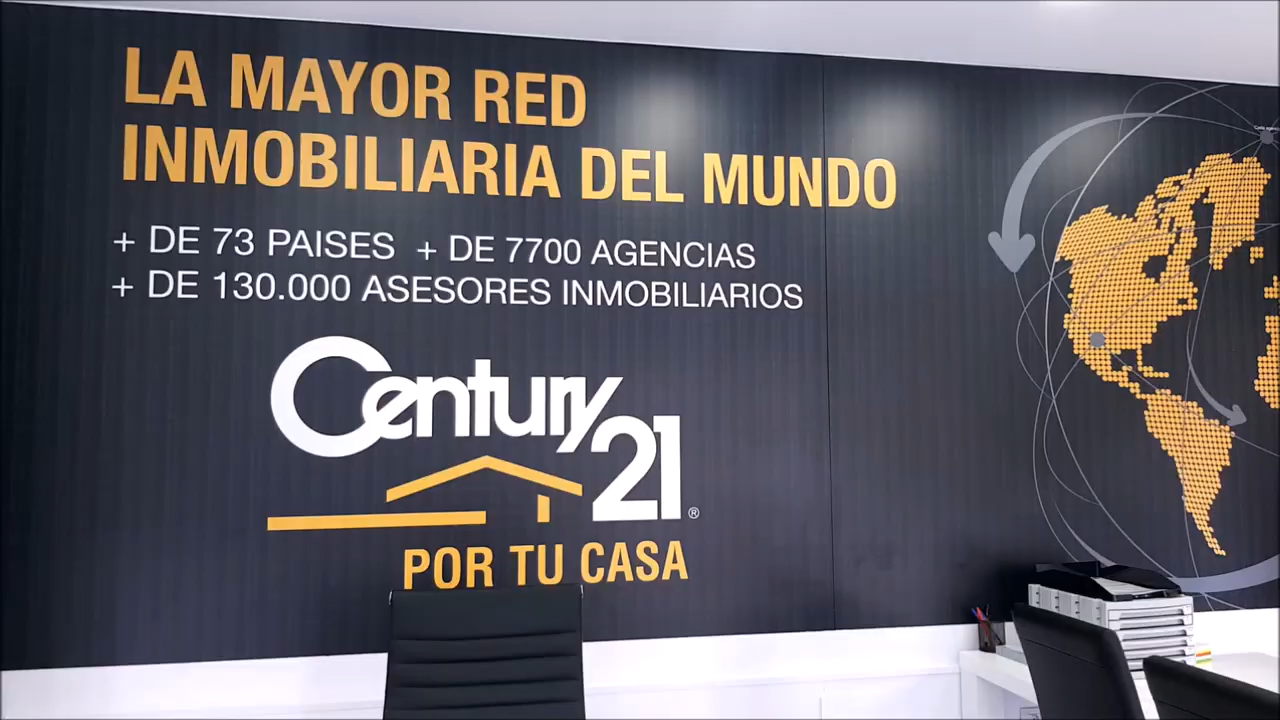 LA MAYOR RED
INMOBILIARIA DEL MUNDO
+ DE 73 PAISES + DE 7700 AGENCIAS
+ DE 130.000 ASESORES INMOBILIARIOS
Century
21®
POR TU CASA